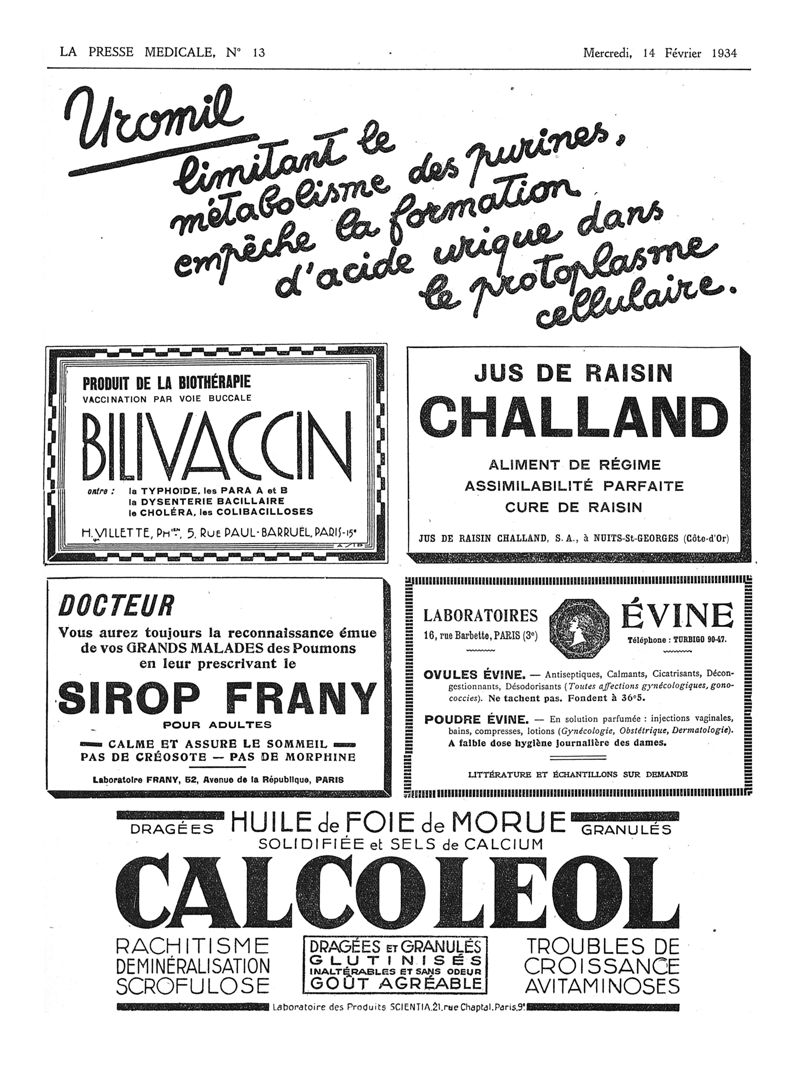 LA PRESSE MEDICALE, N° 13
Mercredi, 14 Février 1934
Uromil
limitant le
métabolisme des purines,
empêche la formation
d'acide urique dans
le protoplasme
cellulaire.
PRODUIT DE LA BIOTHÉRAPIE
VACCINATION PAR VOIE BUCCALE
BILIVACCIN
ontre : la TYPHOIDE, les PARA A et B
la DYSENTERIE BACILLAIRE
le CHOLÉRA, les COLIBACILLOSES
H. VILLETTE, PHien, 5, RUE PAUL-BARRUEL, PARIS-15e
JUS DE RAISIN
CHALLAND
ALIMENT DE RÉGIME
ASSIMILABILITÉ PARFAITE
CURE DE RAISIN
JUS DE RAISIN CHALLAND, S. A., à NUITS-St-GEORGES (Côte-d'Or)
DOCTEUR
Vous aurez toujours la reconnaissance émue
de vos GRANDS MALADES des Poumons
en leur prescrivant le
SIROP FRANY
POUR ADULTES
CALME ET ASSURE LE SOMMEIL
PAS DE CRÉOSOTE — PAS DE MORPHINE
Laboratoire FRANY, 52, Avenue de la République, PARIS
LABORATOIRES ÉVINE
16, rue Barbette, PARIS (3e)
Téléphone : TURBIGO 90-47.
OVULES ÉVINE. — Antiseptiques, Calmants, Cicatrisants, Décon-
gestionnants, Désodorisants (Toutes affections gynécologiques, gono-
coccies). Ne tachent pas. Fondent à 36°5.
POUDRE ÉVINE. — En solution parfumée : injections vaginales,
bains, compresses, lotions (Gynécologie, Obstétrique, Dermatologie).
A faible dose hygiène journalière des dames.
LITTÉRATURE ET ÉCHANTILLONS SUR DEMANDE
DRAGÉES HUILE de FOIE de MORUE GRANULÉS
SOLIDIFIÉE et SELS de CALCIUM
CALCOLEOL
RACHITISME
DEMINÉRALISATION
SCROFULOSE
DRAGÉES ET GRANULÉS
GLUTINISÉS
INALTÉRABLES ET SANS ODEUR
GOÛT AGRÉABLE
TROUBLES DE
CROISSANCE
AVITAMINOSES
Laboratoire des Produits SCIENTIA, 21, rue Chaptal, Paris, 9e